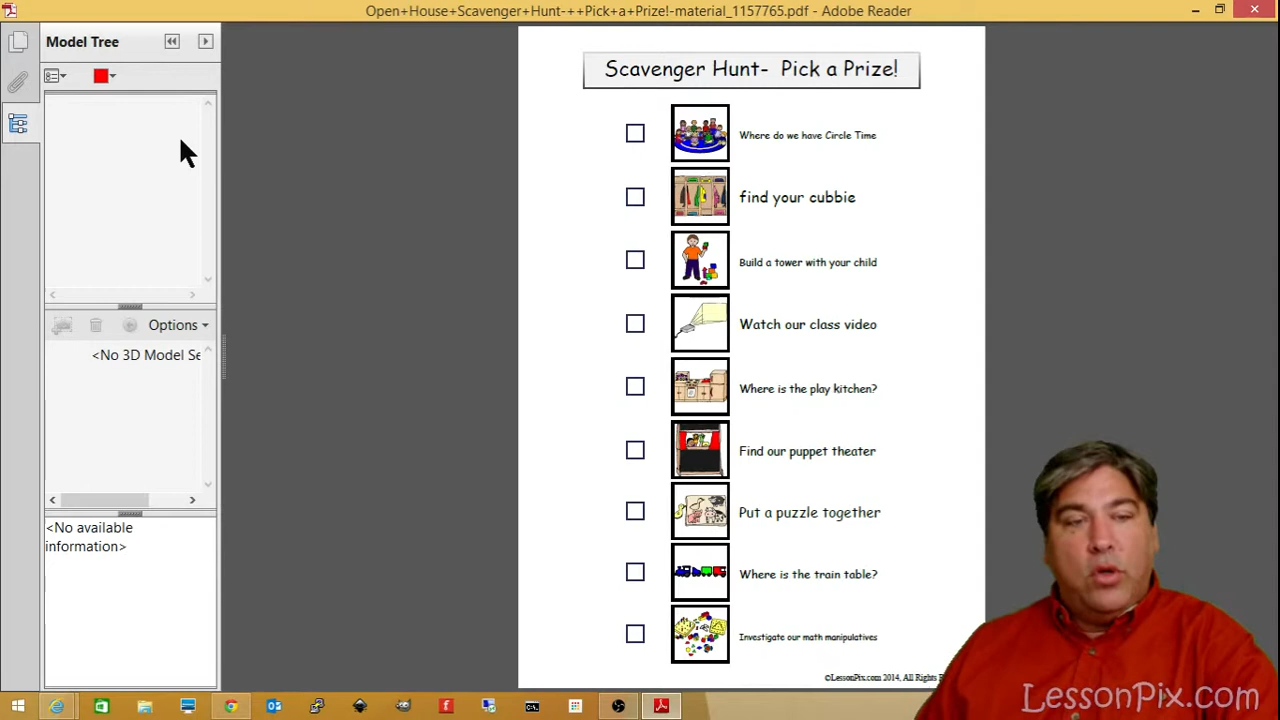 Open+House+Scavenger+Hunt-++Pick+a+Prize!-material_1157765.pdf - Adobe Reader
Model Tree
Scavenger Hunt- Pick a Prize!
Where do we have Circle Time
find your cubbie
Build a tower with your child
Watch our class video
Where is the play kitchen?
Find our puppet theater
Put a puzzle together
Where is the train table?
Investigate our math manipulatives
©LessonPix.com 2014, All Rights
Options
<No 3D Model Se
<No available
information>
LessonPix.com